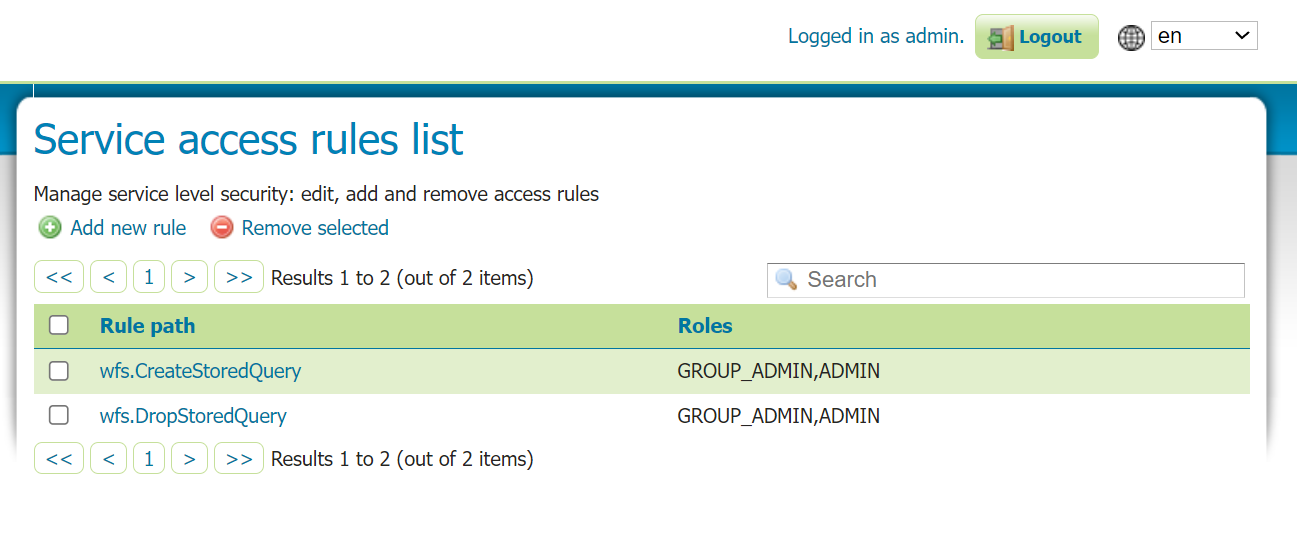 Logged in as admin. Logout en
Service access rules list
Manage service level security: edit, add and remove access rules
Add new rule Remove selected
<< < 1 > >> Results 1 to 2 (out of 2 items) Search
Rule path Roles
wfs.CreateStoredQuery GROUP_ADMIN,ADMIN
wfs.DropStoredQuery GROUP_ADMIN,ADMIN
<< < 1 > >> Results 1 to 2 (out of 2 items)